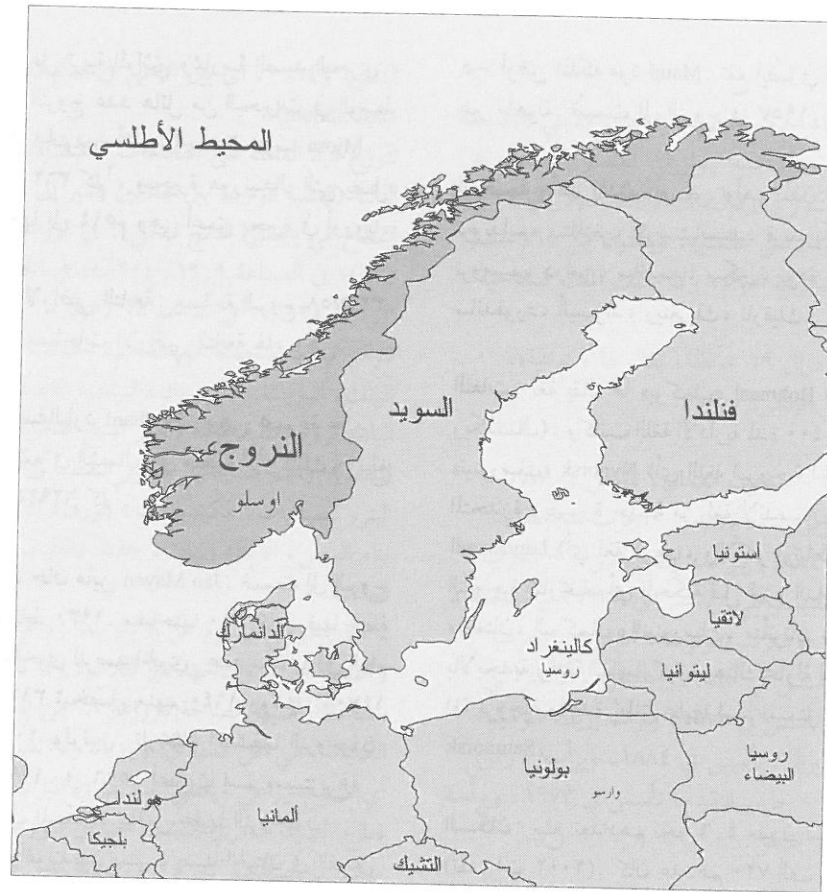 المحيط الأطلسي
فنلندا
السويد
النروج
اوسلو
أستونيا
لاتفيا
الدانمارك
كالينغراد
روسيا
ليتوانيا
روسيا
البيضاء
بولونيا
وارسو
هولندا
ألمانيا
بلجيكا
التشيك